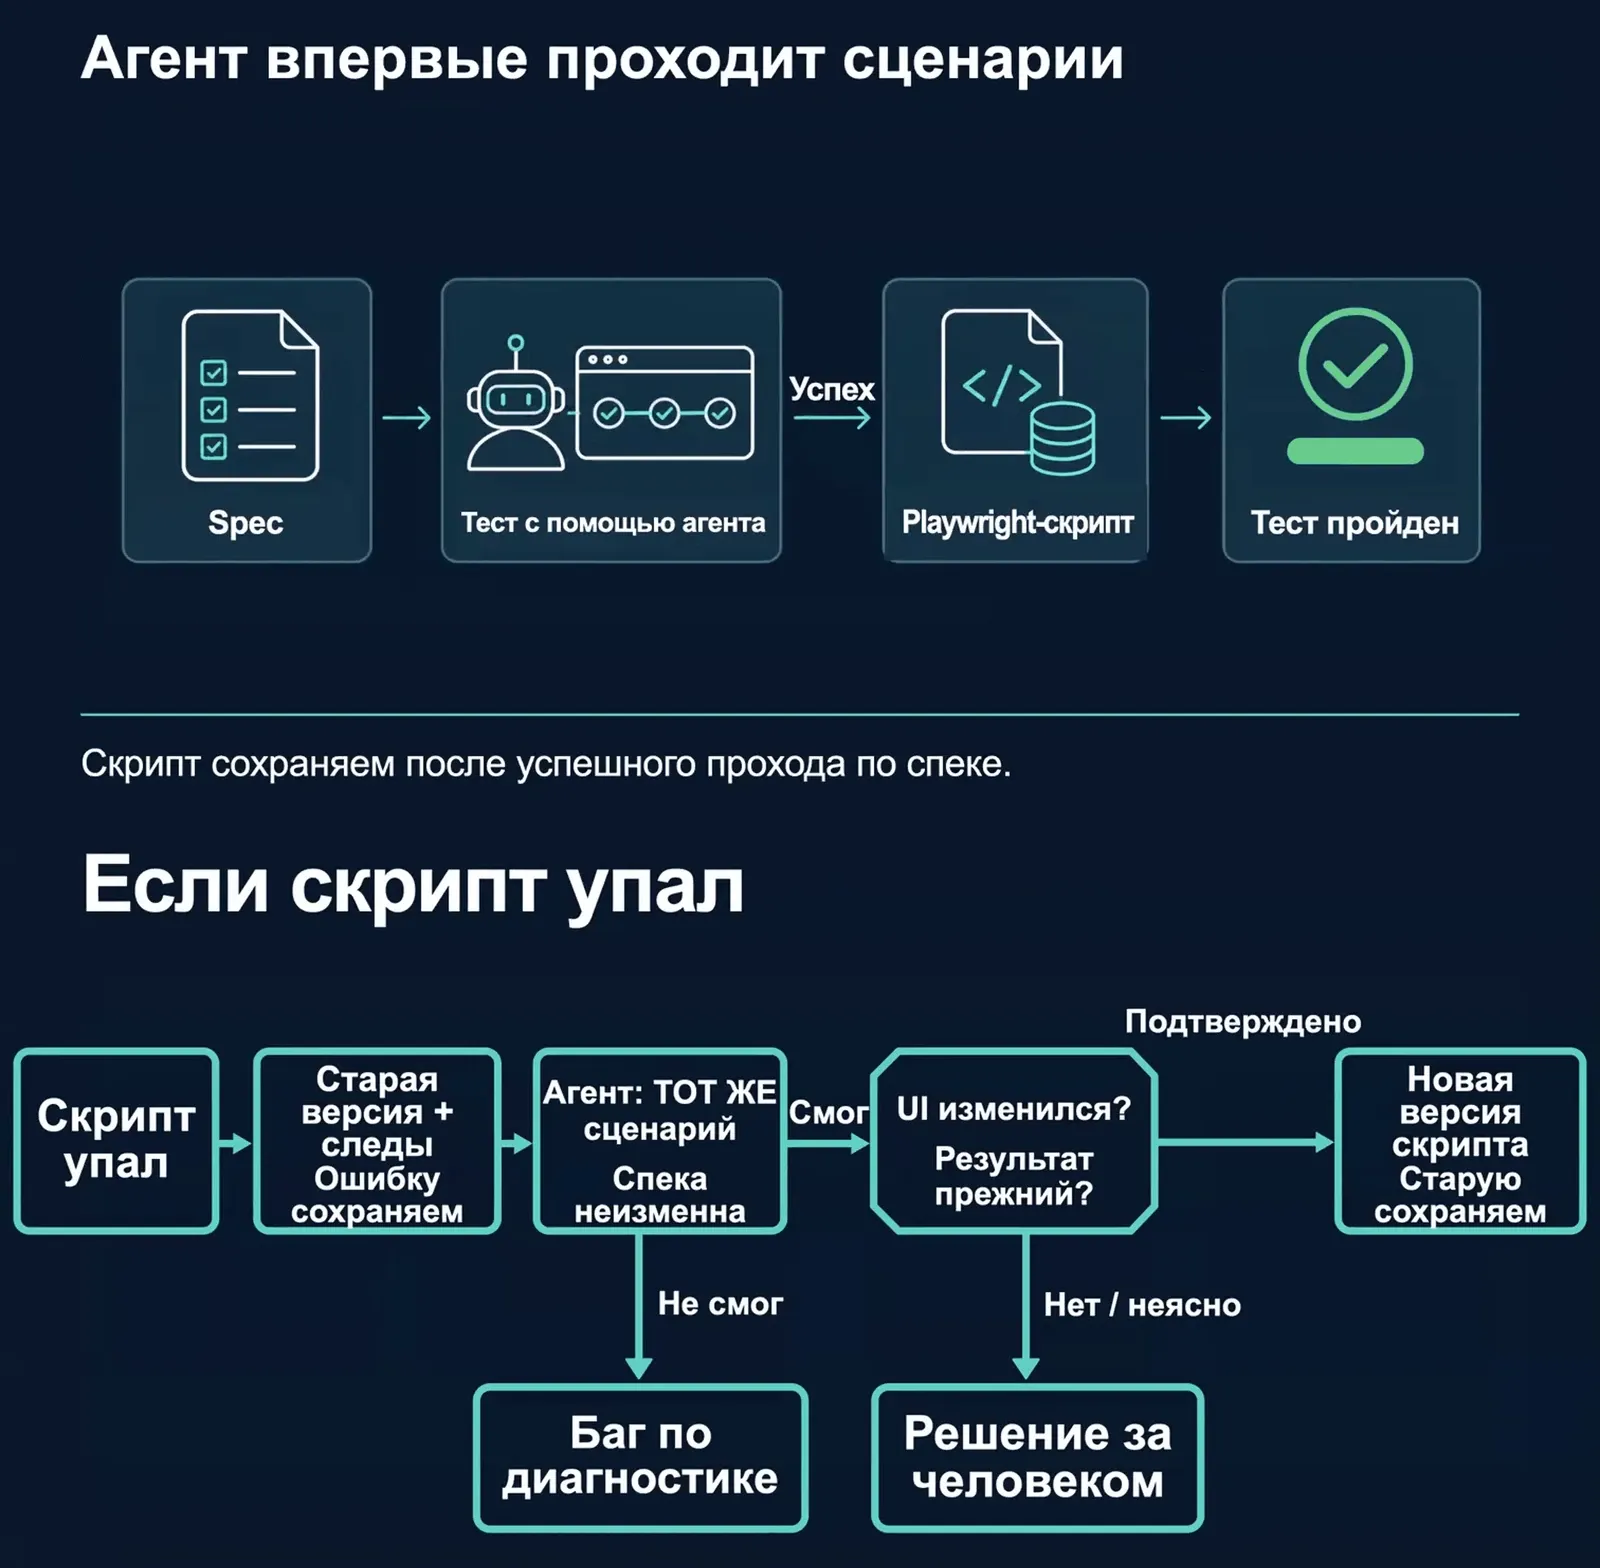 Агент впервые проходит сценарии
Успех
Spec
Тест с помощью агента
</>
Playwright-скрипт
Тест пройден
Скрипт сохраняем после успешного прохода по спеке.
Если скрипт упал
Скрипт
упал
Старая
версия +
следы
Ошибку
сохраняем
Агент: ТОТ ЖЕ
сценарий
Спека
неизменна
Смог
UI изменился?
Результат
прежний?
Подтверждено
Новая
версия
скрипта
Старую
сохраняем
Не смог
Нет / неясно
Баг по
диагностике
Решение за
человеком